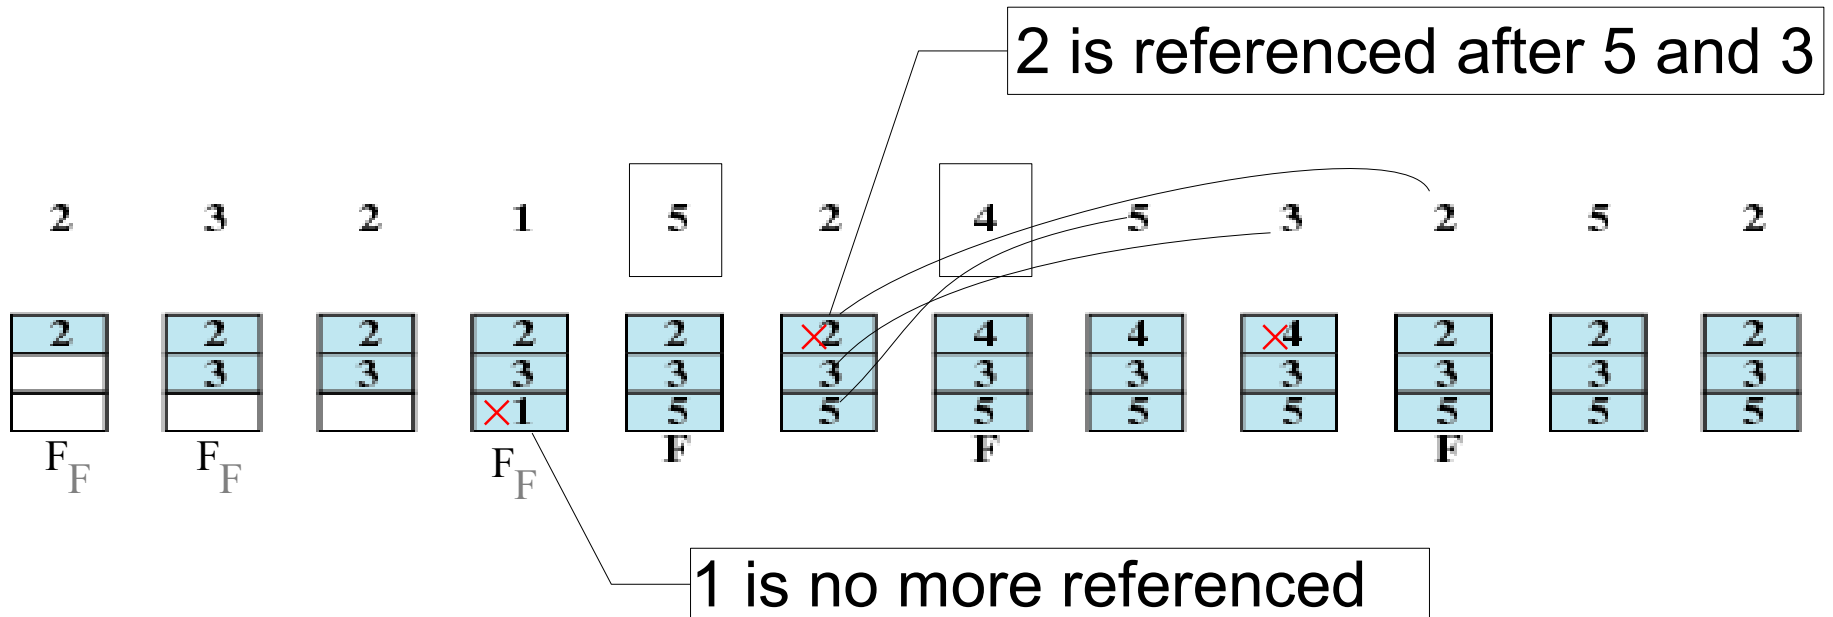 2 is referenced after 5 and 3
2 3 2 1 5 2 4 5 3 2 5 2
2 2 2 2 2 2 4 4 4 2 2 2
3 3 3 3 3 3 3 3 3 3 3
1 5 5 5 5 5 5 5 5
F F F F F F
F F F
1 is no more referenced